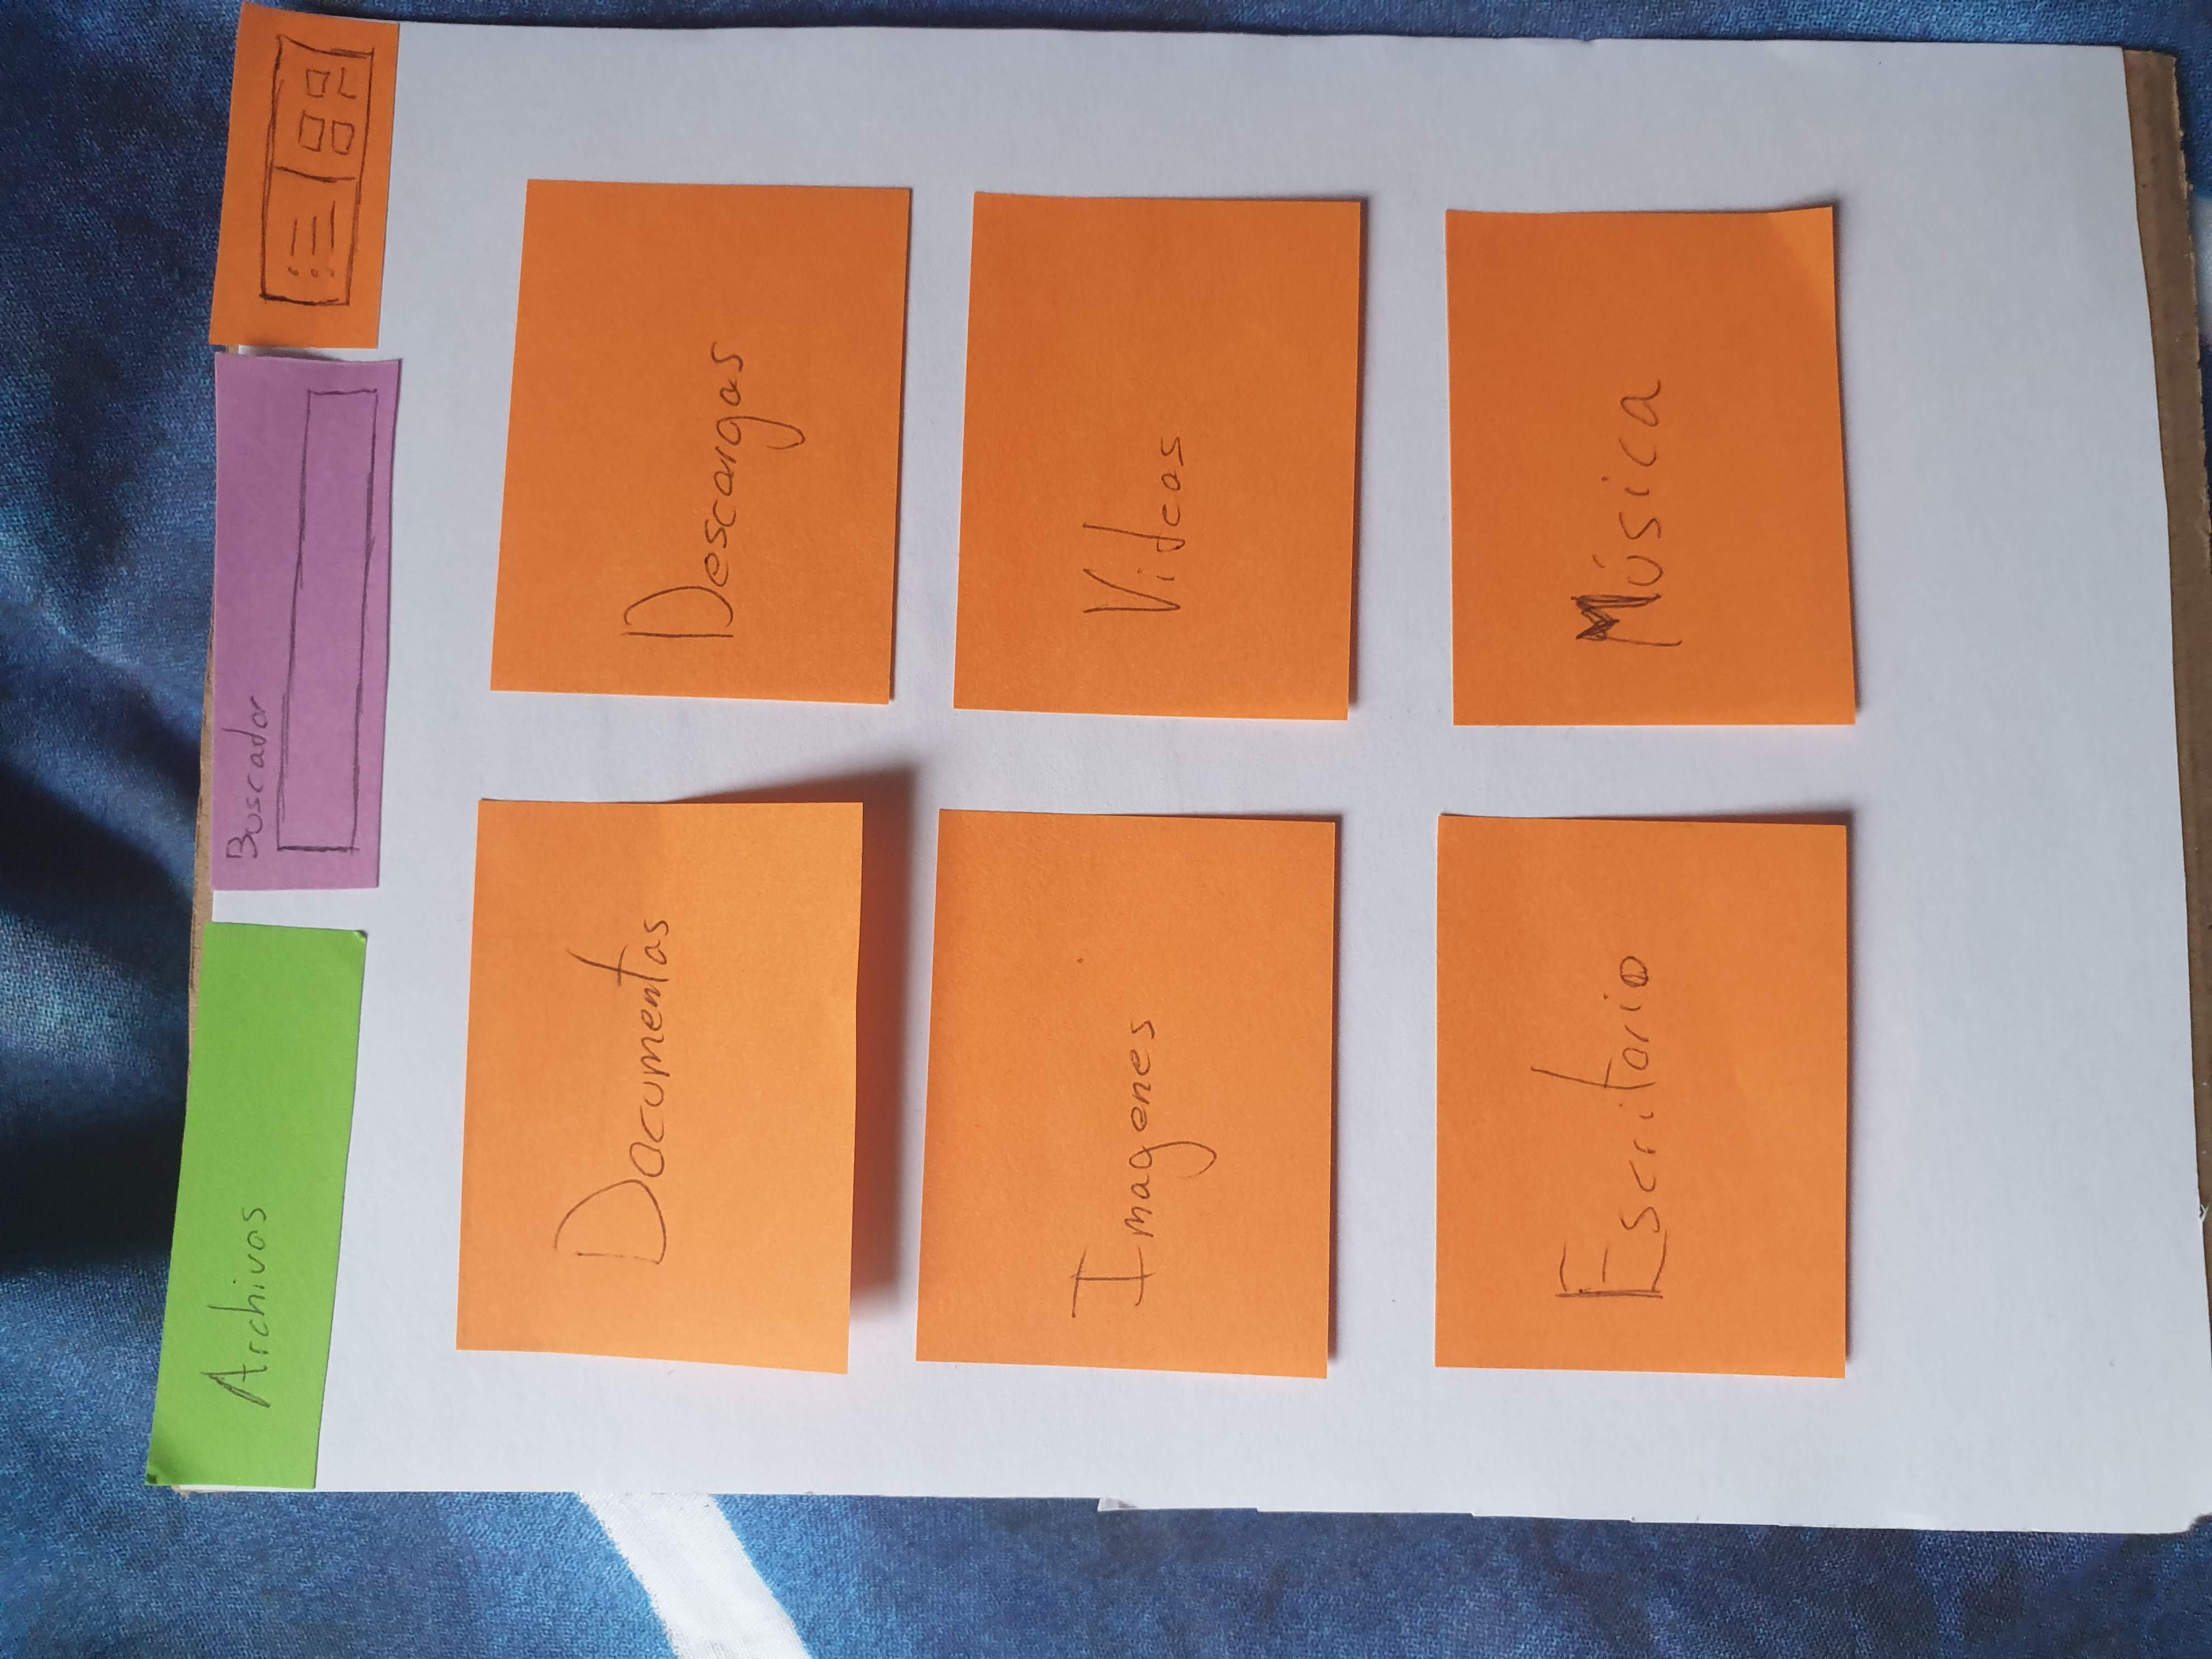 Archivos
Buscador
Documentos
Descargas
Imagenes
Videos
Escritorio
Música